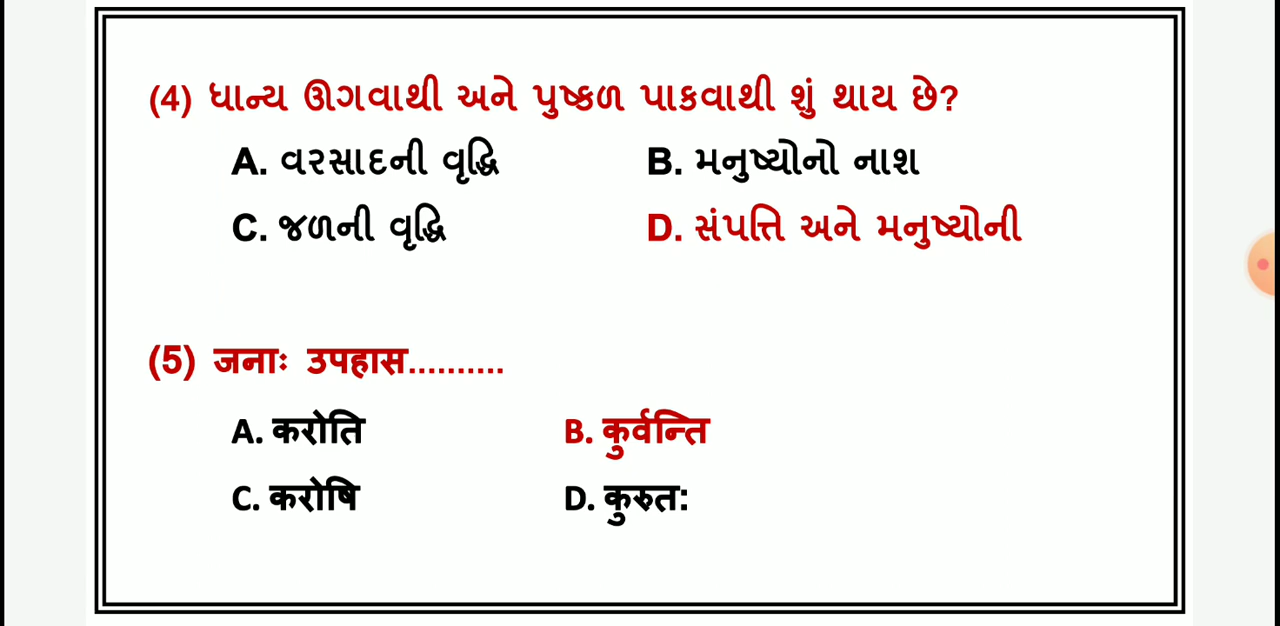 (4) ધાન્ય ઊગવાથી અને પુષ્કળ પાકવાથી શું થાય છે?
A. વરસાદની વૃદ્ધિ B. મનુષ્યોનો નાશ
C. જળની વૃદ્ધિ D. સંપત્તિ અને મનુષ્યોની
(5) जनाः उपहास..........
A. करोति B. कुर्वन्ति
C. करोषि D. कुरुत: